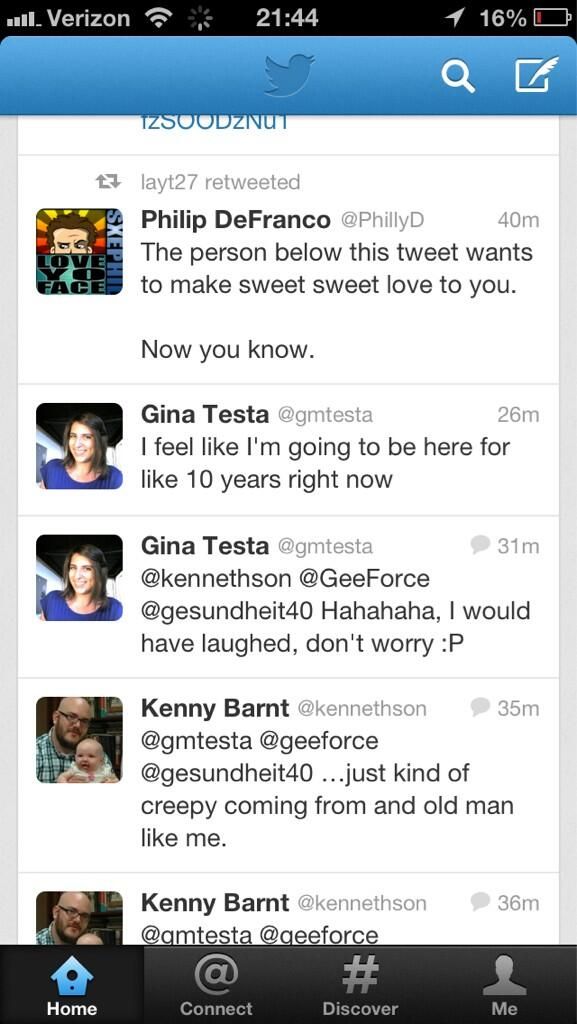 Verizon 21:44 16%
fzSOODzNu1
layt27 retweeted
Philip DeFranco @PhillyD 40m
LOVE
YO
FACE
SXEPHIL
The person below this tweet wants
to make sweet sweet love to you.
Now you know.
Gina Testa @gmtesta 26m
I feel like I'm going to be here for
like 10 years right now
Gina Testa @gmtesta 31m
@kennethson @GeeForce
@gesundheit40 Hahahaha, I would
have laughed, don't worry :P
Kenny Barnt @kennethson 35m
@gmtesta @geeforce
@gesundheit40 …just kind of
creepy coming from and old man
like me.
Kenny Barnt @kennethson 36m
@gmtesta @geeforce
Home @ Connect # Discover Me